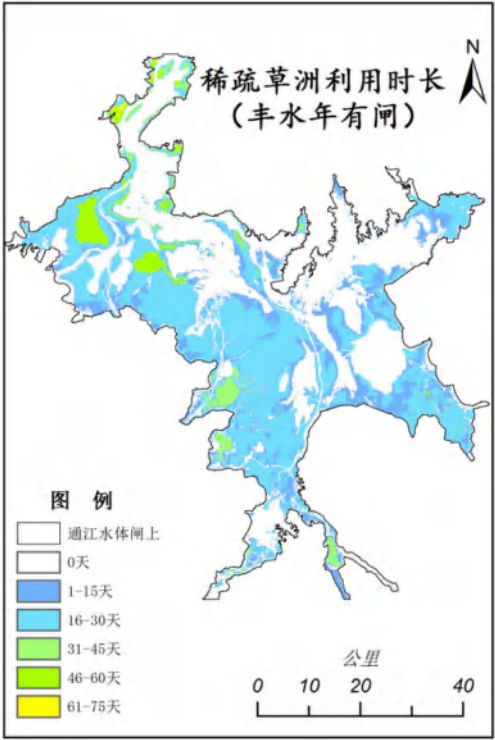 稀疏草洲利用时长
（丰水年有闸）
N
图 例
通江水体闸上
0天
1-15天
16-30天
31-45天
46-60天
61-75天
公里
0 10 20 40